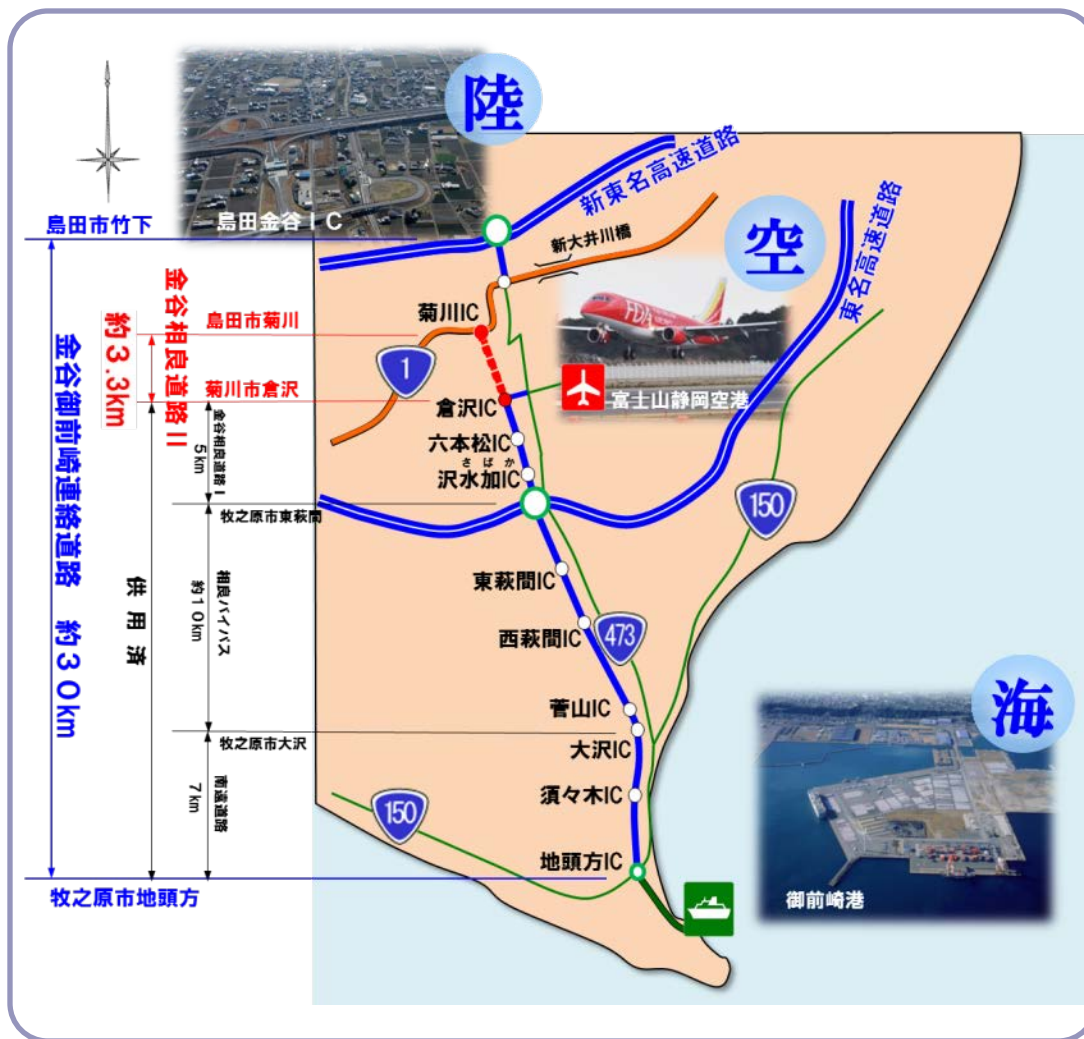 陸
島田金谷IC
新東名高速道路
島田市竹下
空
新大井川橋
東名高速道路
金谷相良道路II
約3.3km
金谷御前崎連絡道路 約30km
島田市菊川
菊川IC
1
FDA
富士山静岡空港
菊川市倉沢
倉沢IC
金谷相良道路I
5km
六本松IC
さばか
沢水加IC
牧之原市東萩間
150
供用済
相良バイパス
約10km
東萩間IC
473
西萩間IC
菅山IC
海
牧之原市大沢
大沢IC
南遠道路
7km
須々木IC
150
地頭方IC
牧之原市地頭方
御前崎港